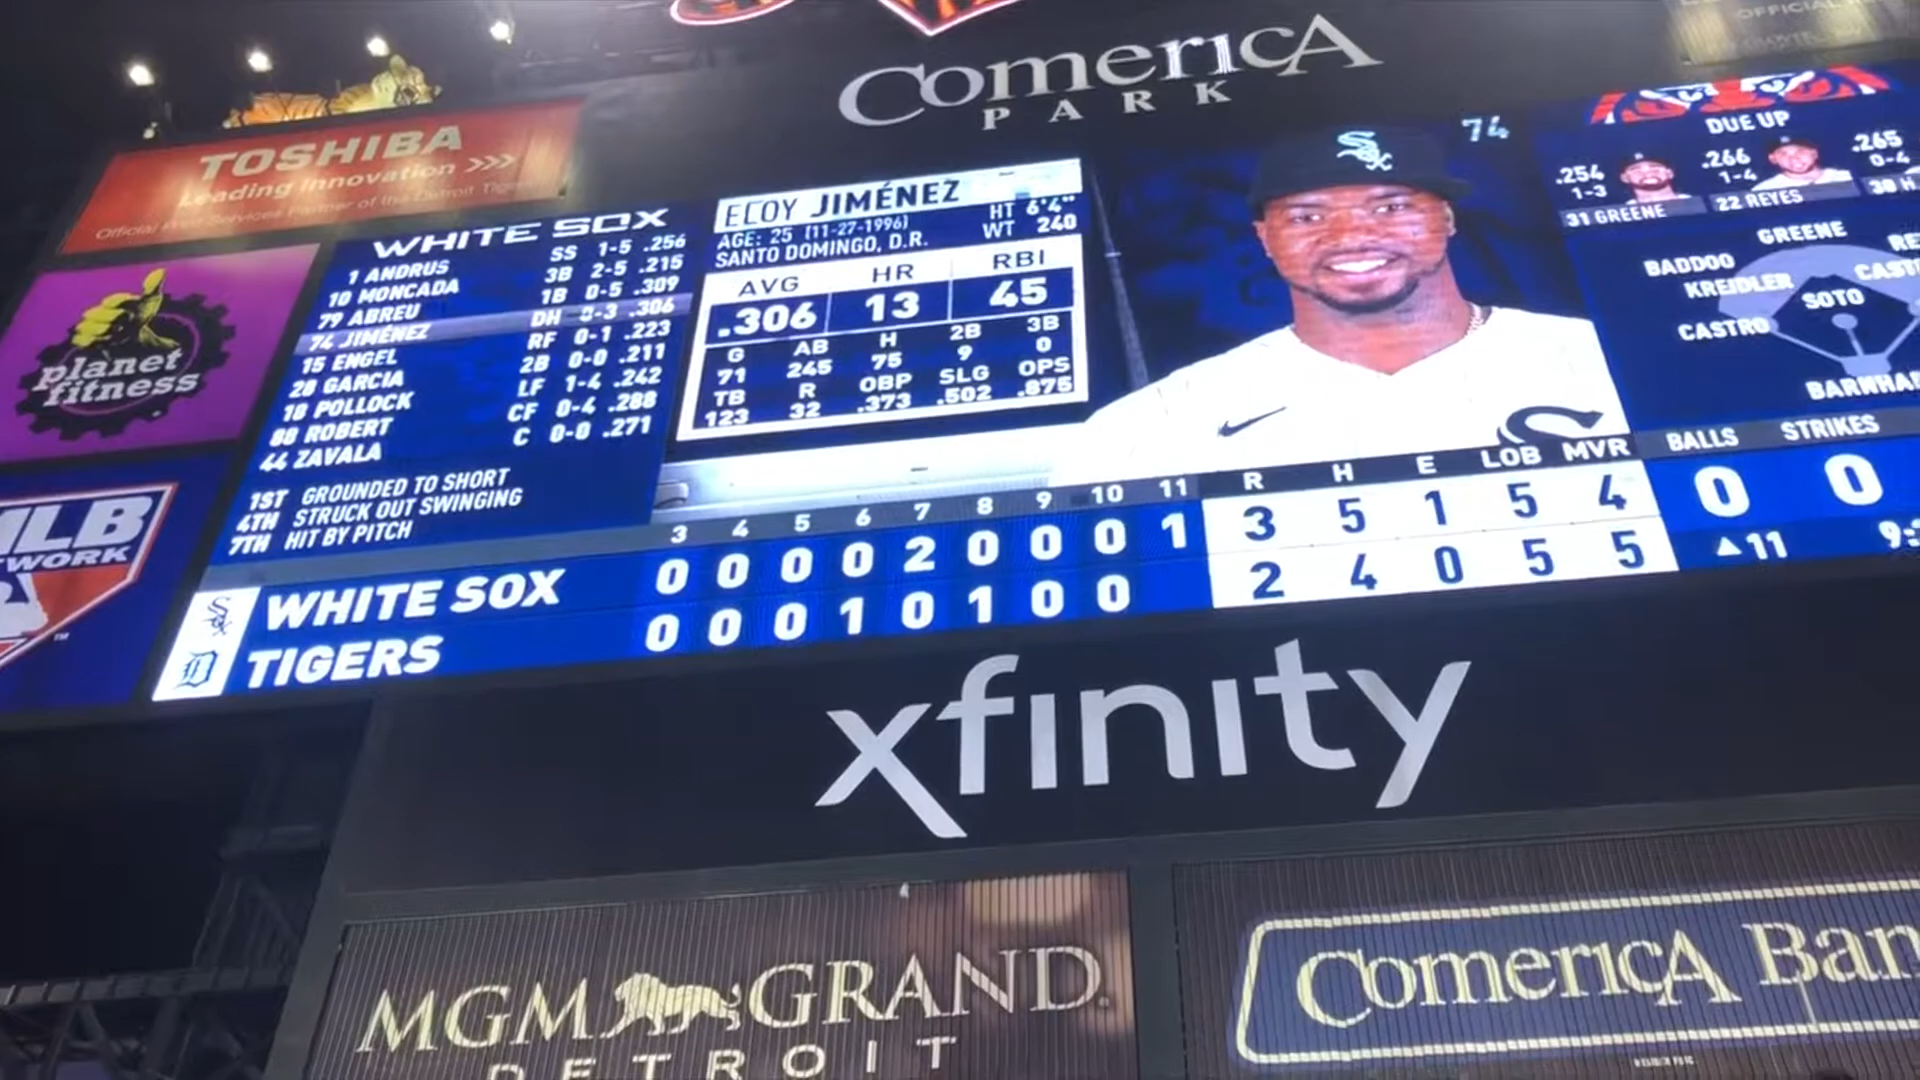 Comerica
PARK
TOSHIBA
Leading Innovation >>>
planet
fitness
MLB
NETWORK
WHITE SOX
1 ANDRUS SS 1-5 .256
10 MONCADA 3B 2-5 .215
79 ABREU 1B 0-5 .309
74 JIMÉNEZ DH 0-3 .306
15 ENGEL RF 0-1 .223
28 GARCIA 2B 0-0 .211
18 POLLOCK LF 1-4 .242
88 ROBERT CF 0-4 .288
44 ZAVALA C 0-0 .271
1ST GROUNDED TO SHORT
4TH STRUCK OUT SWINGING
7TH HIT BY PITCH
ELOY JIMÉNEZ
AGE: 25 (11-27-1996) HT 6'4"
SANTO DOMINGO, D.R. WT 240
AVG HR RBI
.306 13 45
G AB H 2B 3B
71 245 75 9 0
TB R OBP SLG OPS
123 32 .373 .502 .875
74
Sox
DUE UP
.254 .266 .265
1-3 1-4 0-4
31 GREENE 22 REYES 30 H
GREENE
BADDOO RE
KREIDLER CAST
SOTO
CASTRO
BARNHA
BALLS STRIKES
0 0
▲11 9:
3 4 5 6 7 8 9 10 11 R H E LOB MVR
WHITE SOX 0 0 0 0 2 0 0 0 1 3 5 1 5 4
TIGERS 0 0 0 1 0 1 0 0 2 4 0 5 5
xfinity
MGM GRAND
DETROIT
Comerica Ban